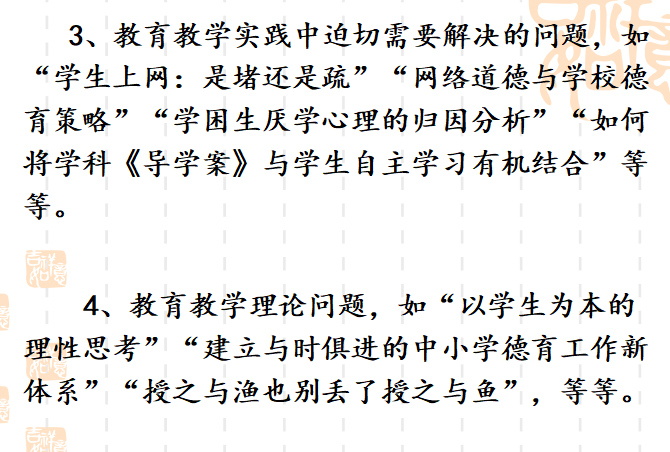 3、教育教学实践中迫切需要解决的问题，如
“学生上网：是堵还是疏”“网络道德与学校德
育策略”“学困生厌学心理的归因分析”“如何
将学科《导学案》与学生自主学习有机结合”等
等。
4、教育教学理论问题，如“以学生为本的
理性思考”“建立与时俱进的中小学德育工作新
体系”“授之与渔也别丢了授之与鱼”，等等。